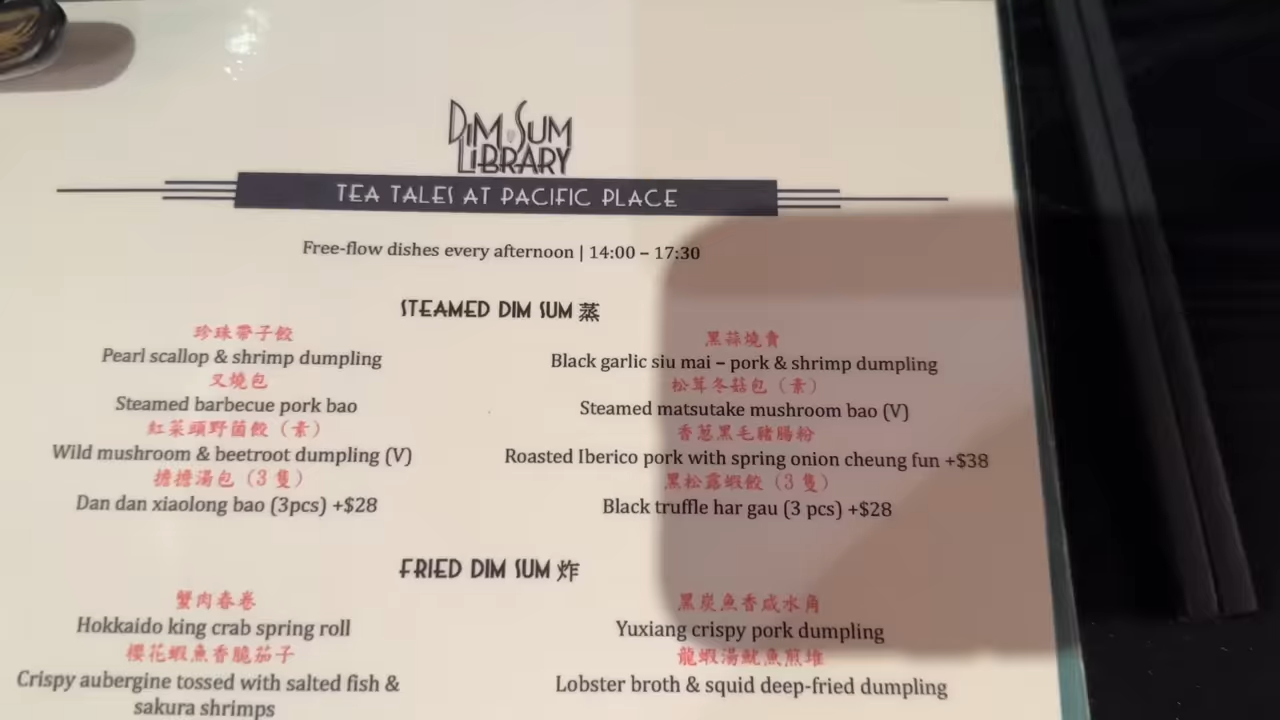 DIM SUM
LIBRARY
TEA TALES AT PACIFIC PLACE
Free-flow dishes every afternoon | 14:00 – 17:30
STEAMED DIM SUM 蒸
珍珠帶子餃
Pearl scallop & shrimp dumpling
叉燒包
Steamed barbecue pork bao
紅菜頭野菌餃（素）
Wild mushroom & beetroot dumpling (V)
擔擔湯包（3 隻）
Dan dan xiaolong bao (3pcs) +$28
黑蒜燒賣
Black garlic siu mai – pork & shrimp dumpling
松茸冬菇包（素）
Steamed matsutake mushroom bao (V)
香蔥黑毛豬腸粉
Roasted Iberico pork with spring onion cheung fun +$38
黑松露蝦餃（3 隻）
Black truffle har gau (3 pcs) +$28
FRIED DIM SUM 炸
蟹肉春卷
Hokkaido king crab spring roll
櫻花蝦魚香脆茄子
Crispy aubergine tossed with salted fish &
sakura shrimps
黑炭魚香咸水角
Yuxiang crispy pork dumpling
龍蝦湯魷魚煎堆
Lobster broth & squid deep-fried dumpling